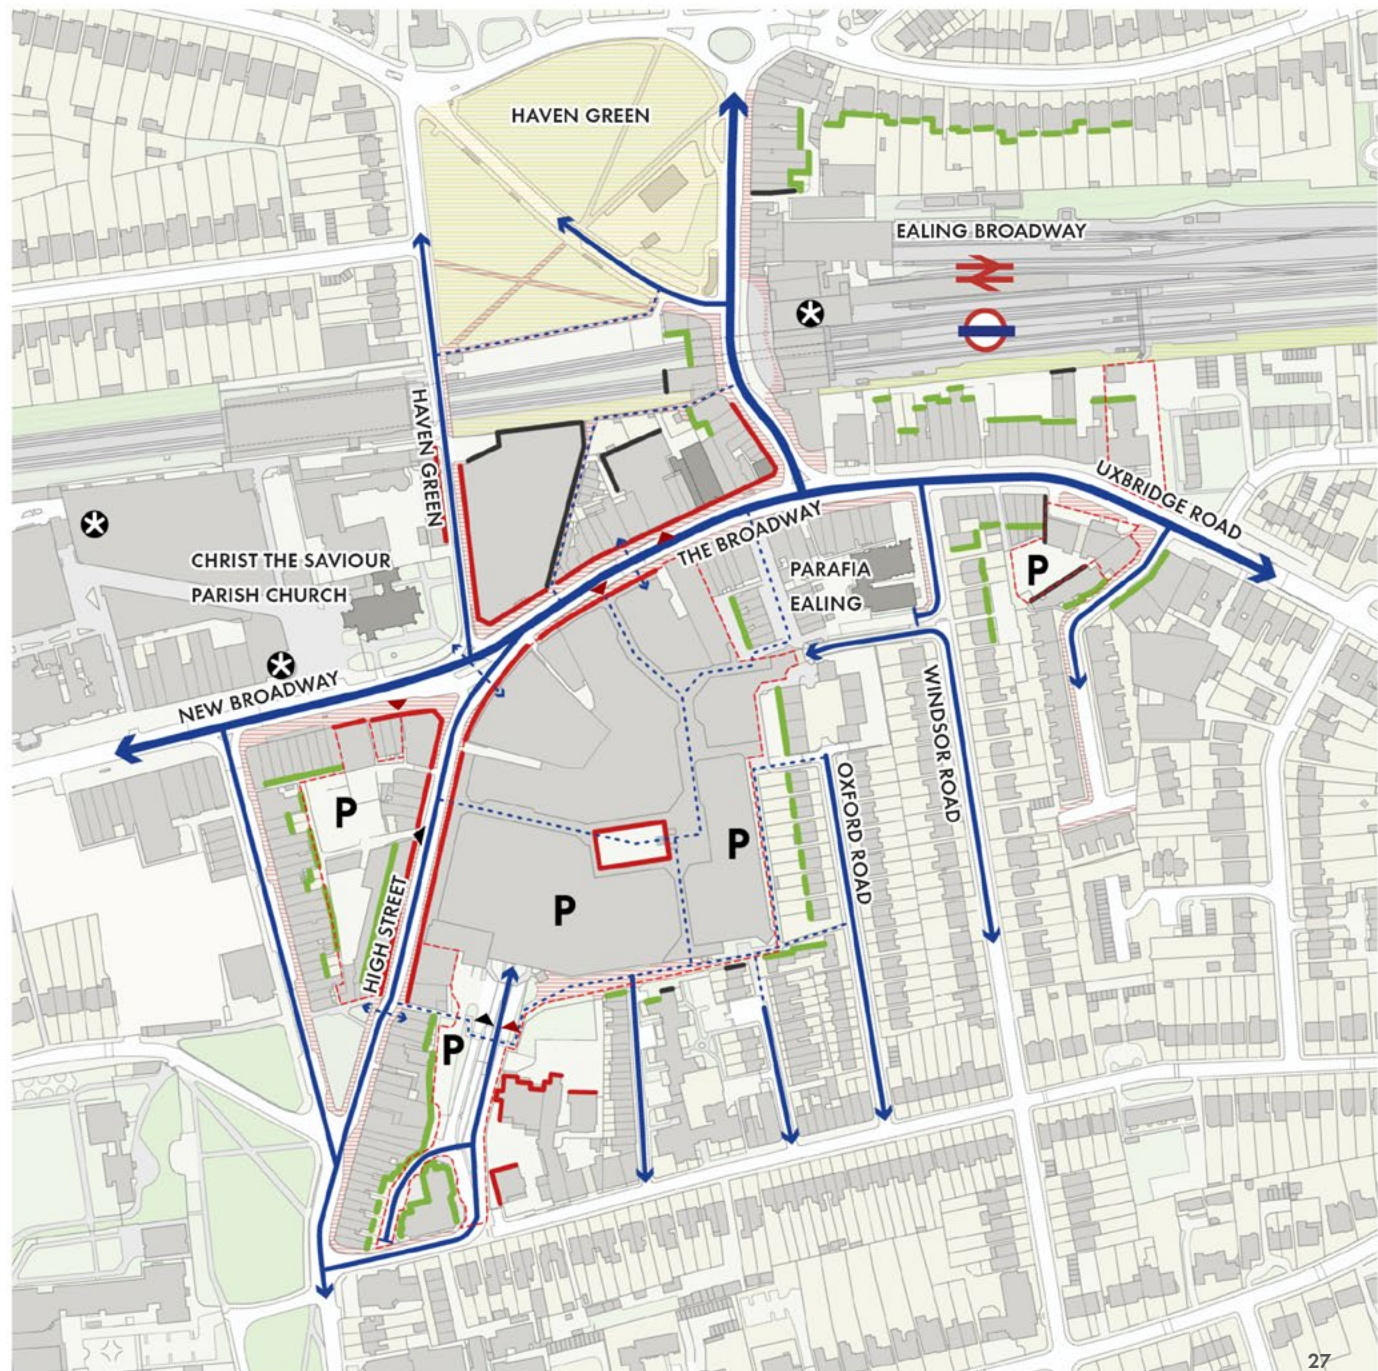 HAVEN GREEN
EALING BROADWAY
HAVEN GREEN
UXBRIDGE ROAD
THE BROADWAY
CHRIST THE SAVIOUR
PARISH CHURCH
PARAFIA
EALING
P
NEW BROADWAY
WINDSOR ROAD
OXFORD ROAD
P
P
HIGH STREET
P
P
27